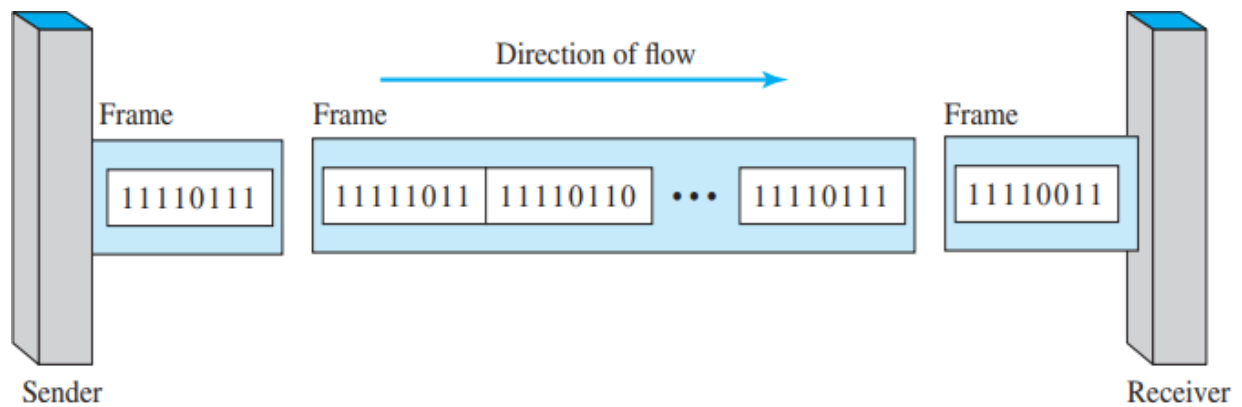 Direction of flow
Frame Frame Frame
11110111 11111011 11110110 ••• 11110111 11110011
Sender Receiver